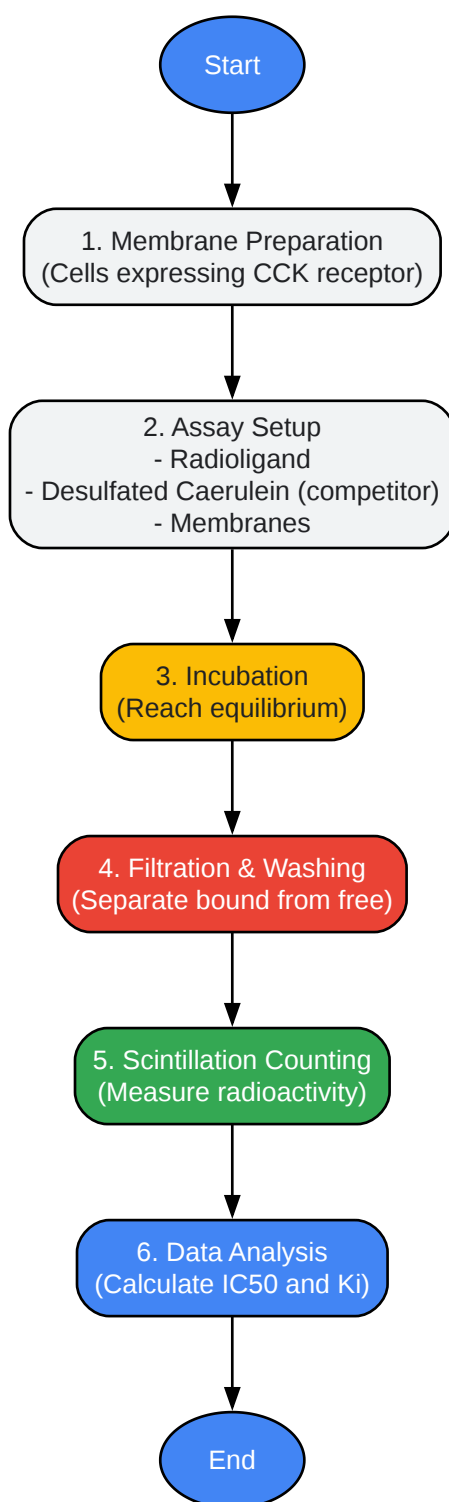 Start
1. Membrane Preparation
(Cells expressing CCK receptor)
2. Assay Setup
- Radioligand
- Desulfated Caerulein (competitor)
- Membranes
3. Incubation
(Reach equilibrium)
4. Filtration & Washing
(Separate bound from free)
5. Scintillation Counting
(Measure radioactivity)
6. Data Analysis
(Calculate IC50 and Ki)
End